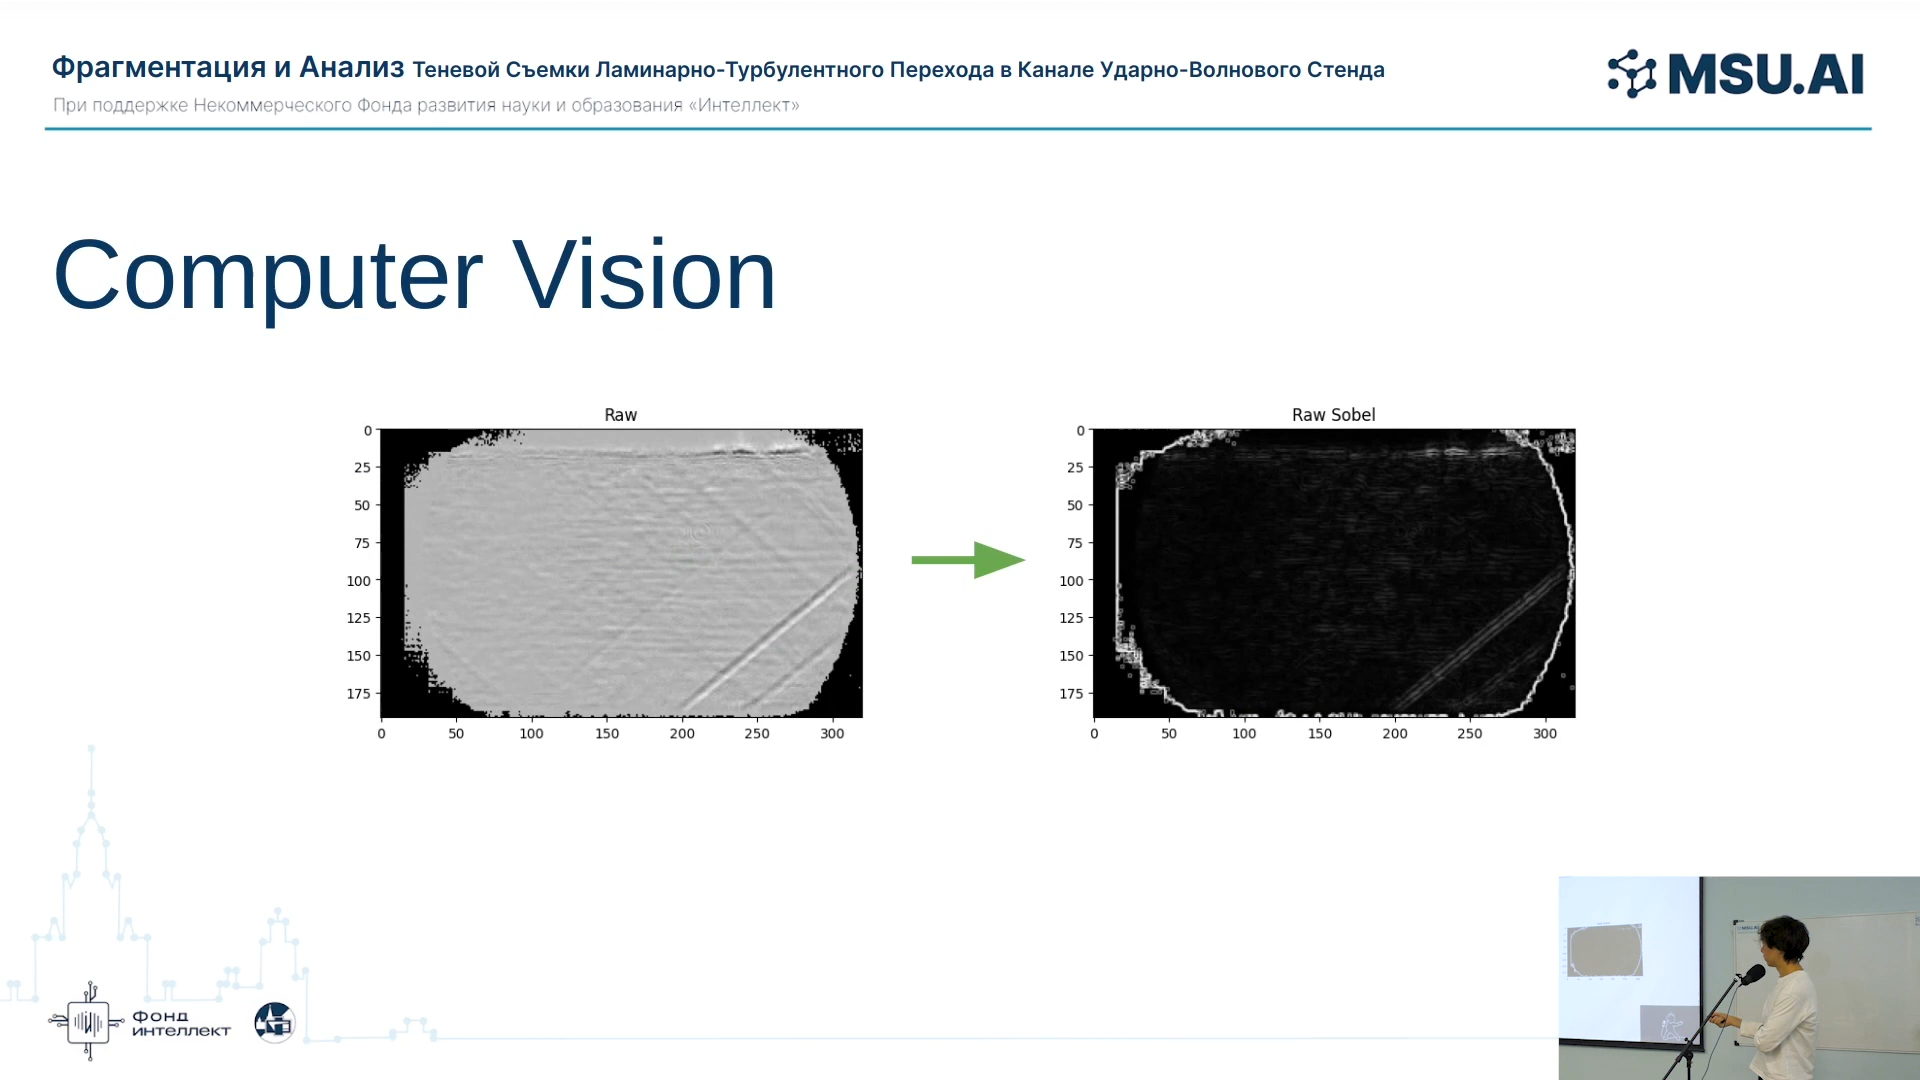 Фрагментация и Анализ Теневой Съемки Ламинарно-Турбулентного Перехода в Канале Ударно-Волнового Стенда
При поддержке Некоммерческого Фонда развития науки и образования «Интеллект»
MSU.AI
Computer Vision
Raw
0
25
50
75
100
125
150
175
0 50 100 150 200 250 300
Raw Sobel
0
25
50
75
100
125
150
175
0 50 100 150 200 250 300
ФОНД
ИНТЕЛЛЕКТ